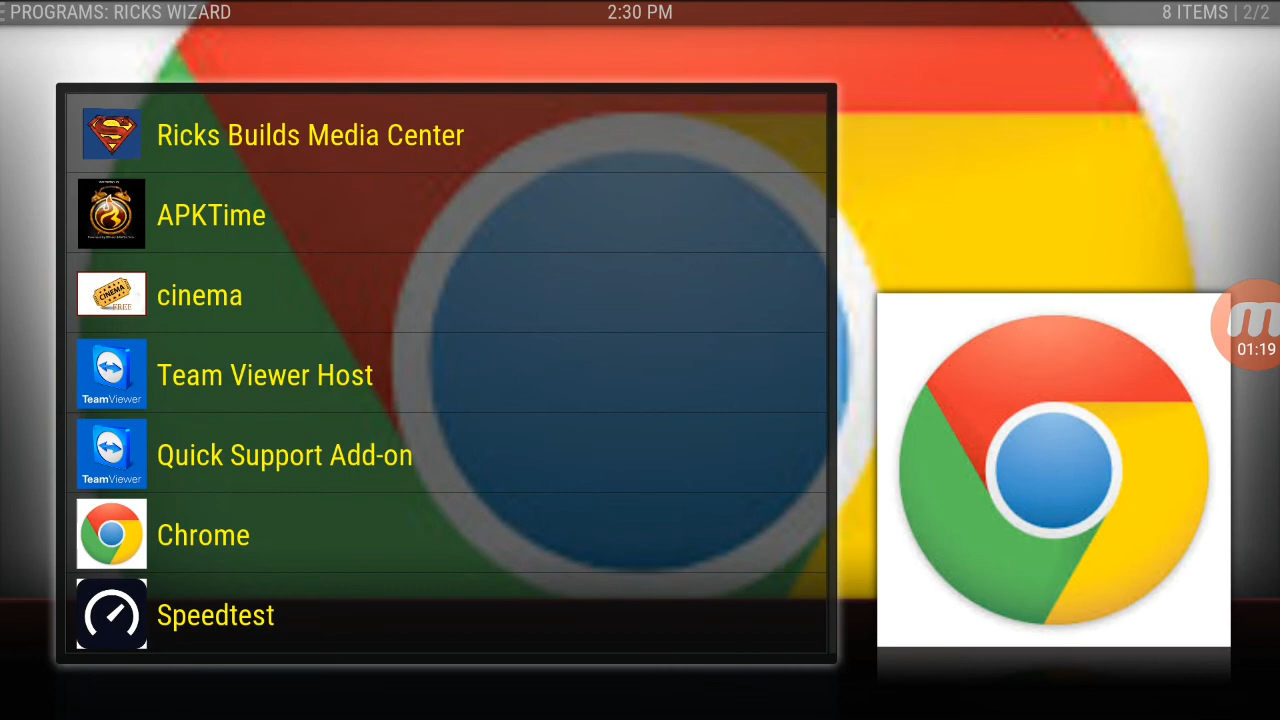 PROGRAMS: RICKS WIZARD
2:30 PM
8 ITEMS | 2/2
Ricks Builds Media Center
APKTime
CINEMA
FREE
cinema
TeamViewer
Team Viewer Host
TeamViewer
Quick Support Add-on
Chrome
Speedtest
m
01:19